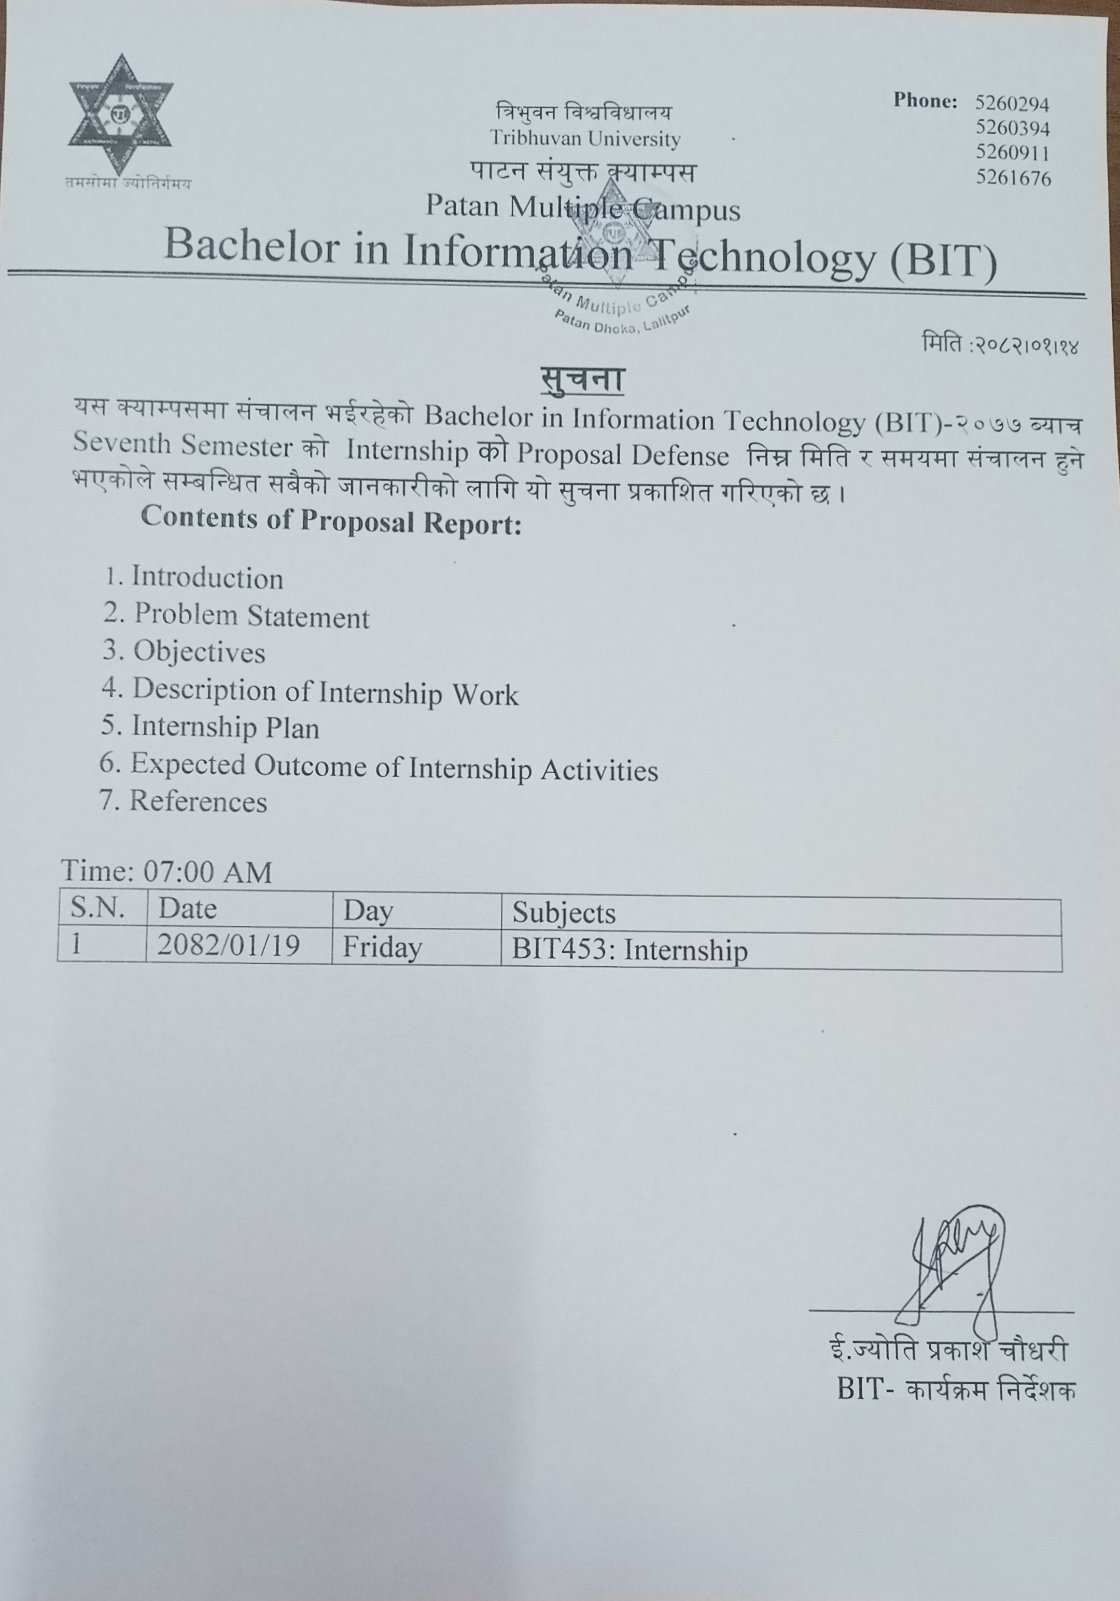 त्रिभुवन विश्वविधालय
Tribhuvan University
पाटन संयुक्त क्याम्पस
Patan Multiple Campus
Bachelor in Information Technology (BIT)
Phone: 5260294
5260394
5260911
5261676
तमसोमा ज्योतिर्गमय
Patan Multiple Campus
Patan Dhoka, Lalitpur
मिति :२०८२।०१।१४
सुचना
यस क्याम्पसमा संचालन भईरहेको Bachelor in Information Technology (BIT)-२०७७ ब्याच
Seventh Semester को Internship को Proposal Defense निम्न मिति र समयमा संचालन हुने
भएकोले सम्बन्धित सबैको जानकारीको लागि यो सुचना प्रकाशित गरिएको छ ।
Contents of Proposal Report:
1. Introduction
2. Problem Statement
3. Objectives
4. Description of Internship Work
5. Internship Plan
6. Expected Outcome of Internship Activities
7. References
Time: 07:00 AM
S.N. Date Day Subjects
1 2082/01/19 Friday BIT453: Internship
ई.ज्योति प्रकाश चौधरी
BIT- कार्यक्रम निर्देशक